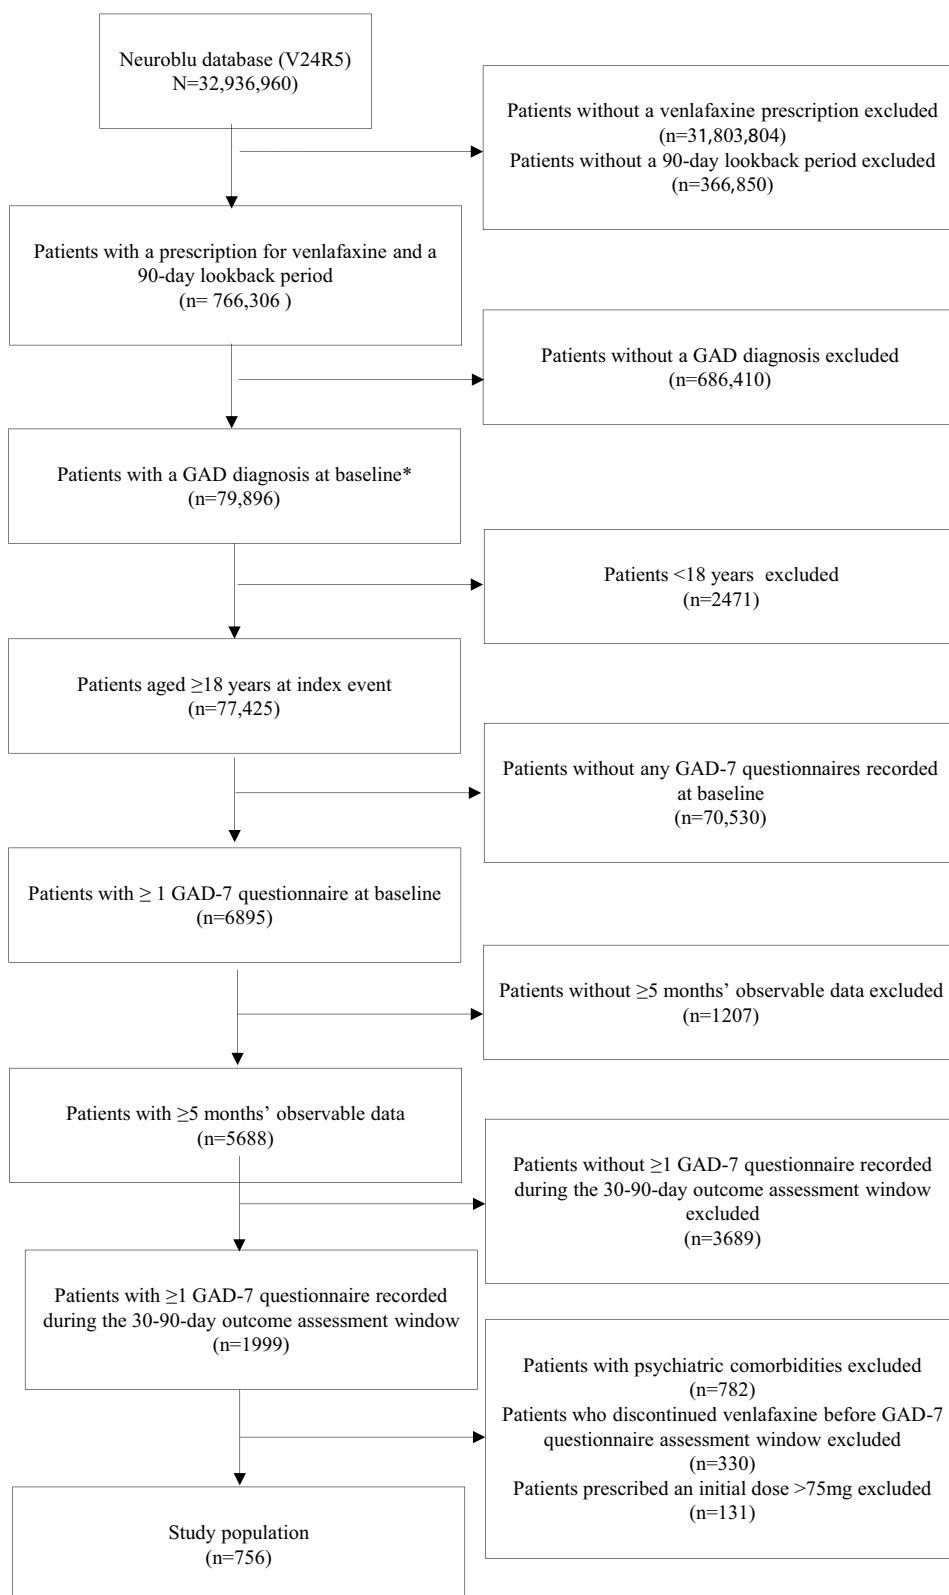 Neuroblu database (V24R5)
N=32,936,960)
Patients without a venlafaxine prescription excluded
(n=31,803,804)
Patients without a 90-day lookback period excluded
(n=366,850)
Patients with a prescription for venlafaxine and a
90-day lookback period
(n= 766,306 )
Patients without a GAD diagnosis excluded
(n=686,410)
Patients with a GAD diagnosis at baseline*
(n=79,896)
Patients <18 years excluded
(n=2471)
Patients aged ≥18 years at index event
(n=77,425)
Patients without any GAD-7 questionnaires recorded
at baseline
(n=70,530)
Patients with ≥ 1 GAD-7 questionnaire at baseline
(n=6895)
Patients without ≥5 months’ observable data excluded
(n=1207)
Patients with ≥5 months’ observable data
(n=5688)
Patients without ≥1 GAD-7 questionnaire recorded
during the 30-90-day outcome assessment window
excluded
(n=3689)
Patients with ≥1 GAD-7 questionnaire recorded
during the 30-90-day outcome assessment window
(n=1999)
Patients with psychiatric comorbidities excluded
(n=782)
Patients who discontinued venlafaxine before GAD-7
questionnaire assessment window excluded
(n=330)
Patients prescribed an initial dose >75mg excluded
(n=131)
Study population
(n=756)